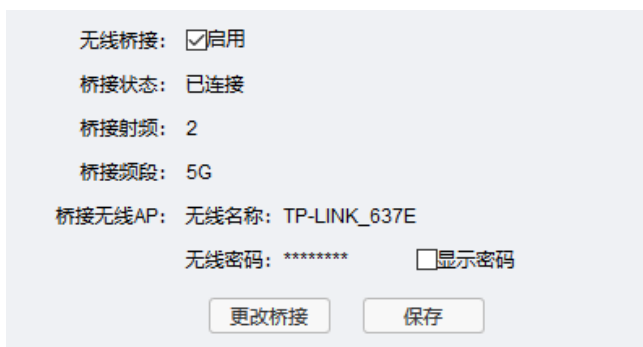 无线桥接： 启用
桥接状态： 已连接
桥接射频： 2
桥接频段： 5G
桥接无线AP： 无线名称：TP-LINK_637E
无线密码：******** 显示密码
更改桥接 保存